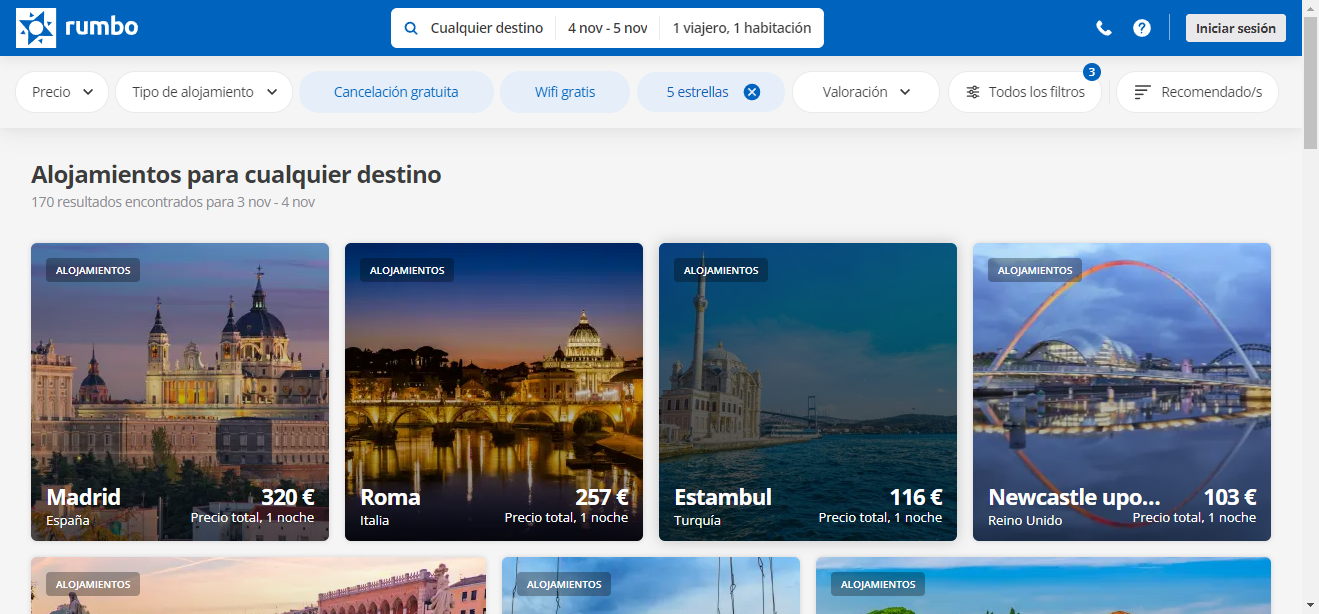 rumbo
Cualquier destino
4 nov - 5 nov
1 viajero, 1 habitación
?
Iniciar sesión
Precio
Tipo de alojamiento
Cancelación gratuita
Wifi gratis
5 estrellas
Valoración
3
Todos los filtros
Recomendado/s
Alojamientos para cualquier destino
170 resultados encontrados para 3 nov - 4 nov
ALOJAMIENTOS
Madrid
España
320 €
Precio total, 1 noche
ALOJAMIENTOS
Roma
Italia
257 €
Precio total, 1 noche
ALOJAMIENTOS
Estambul
Turquía
116 €
Precio total, 1 noche
ALOJAMIENTOS
Newcastle upo...
Reino Unido
103 €
Precio total, 1 noche
ALOJAMIENTOS
ALOJAMIENTOS
ALOJAMIENTOS